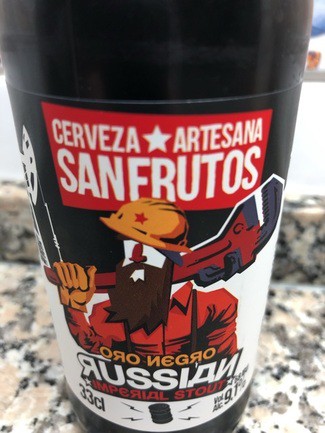 CERVEZA★ARTESANA
SANFRUTOS
ORO NEGRO
RUSSIAN
IMPERIAL STOUT
33cl